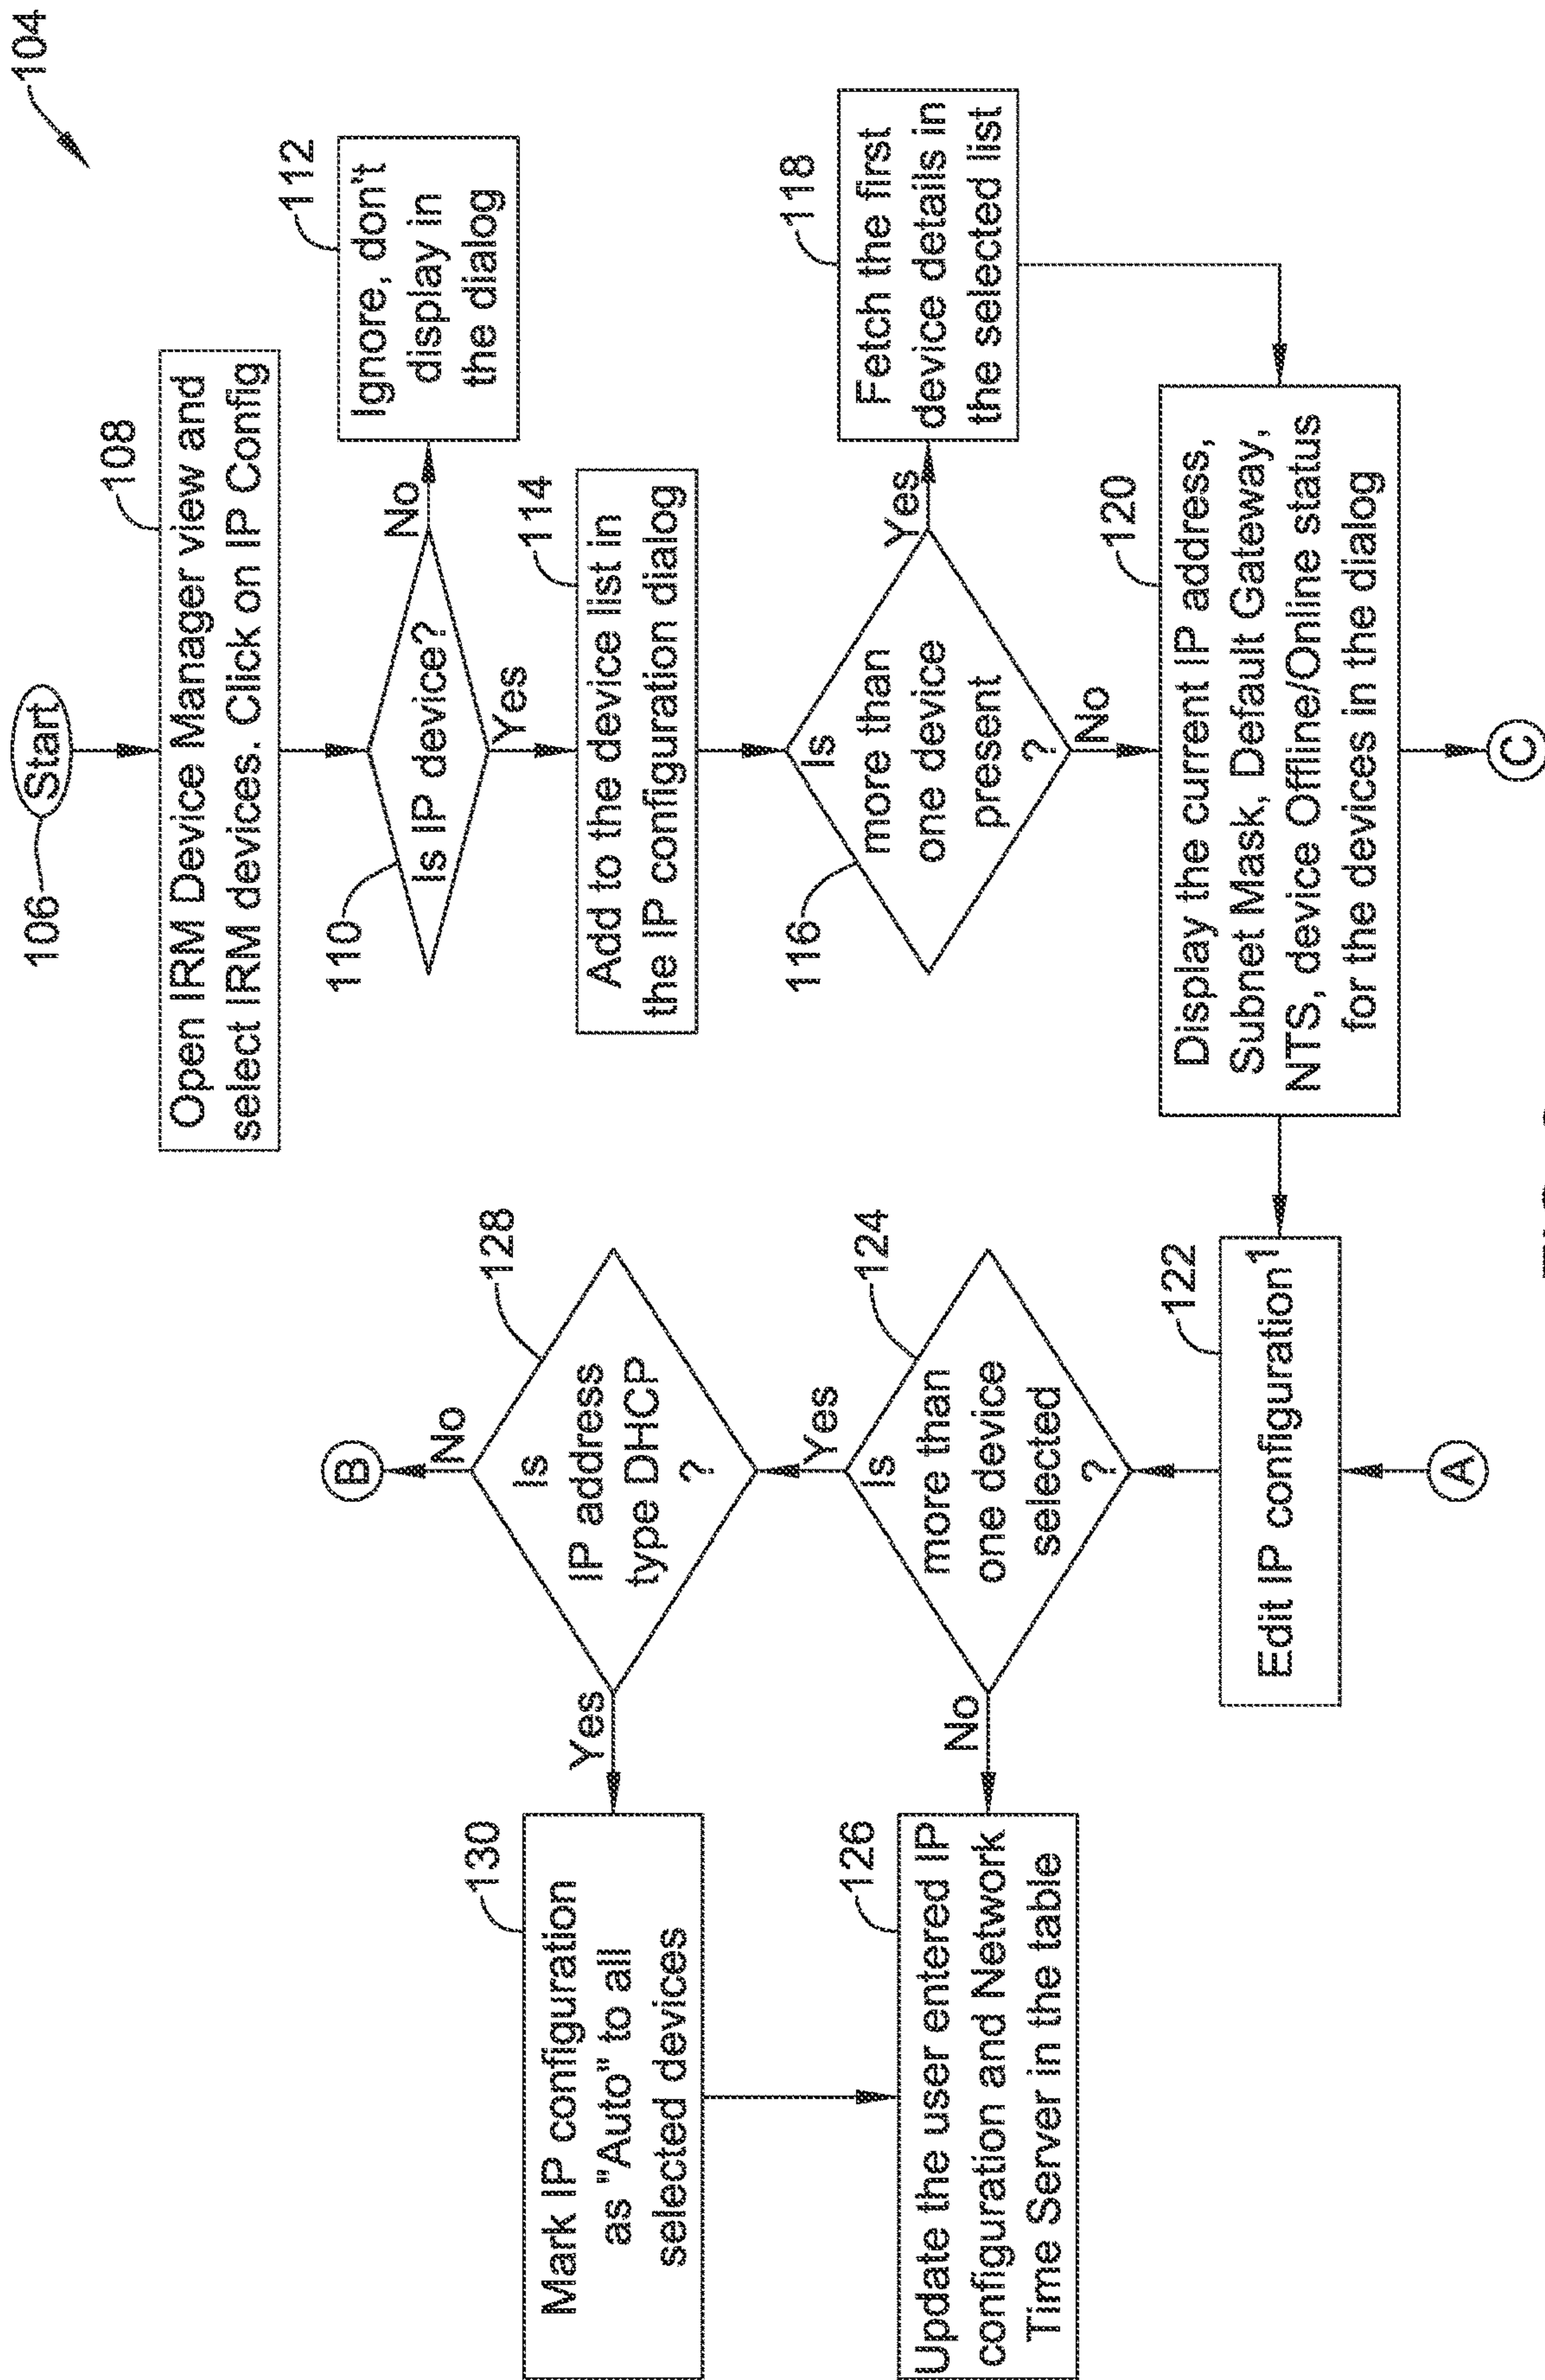 104
106
Start
108
Open IRM Device Manager view and
select IRM devices. Click on IP Config
110
Is IP device?
No
112
Ignore, don't
display in
the dialog
Yes
114
Add to the device list in
the IP configuration dialog
116
Is
more than
one device
present
?
Yes
118
Fetch the first
device details in
the selected list
No
120
Display the current IP address,
Subnet Mask, Default Gateway,
NTS, device Offline/Online status
for the devices in the dialog
C
122
Edit IP configuration1
A
124
Is
more than
one device
selected
?
No
126
Update the user entered IP
configuration and Network
Time Server in the table
Yes
128
Is
IP address
type DHCP
?
No
B
Yes
130
Mark IP configuration
as "Auto" to all
selected devices